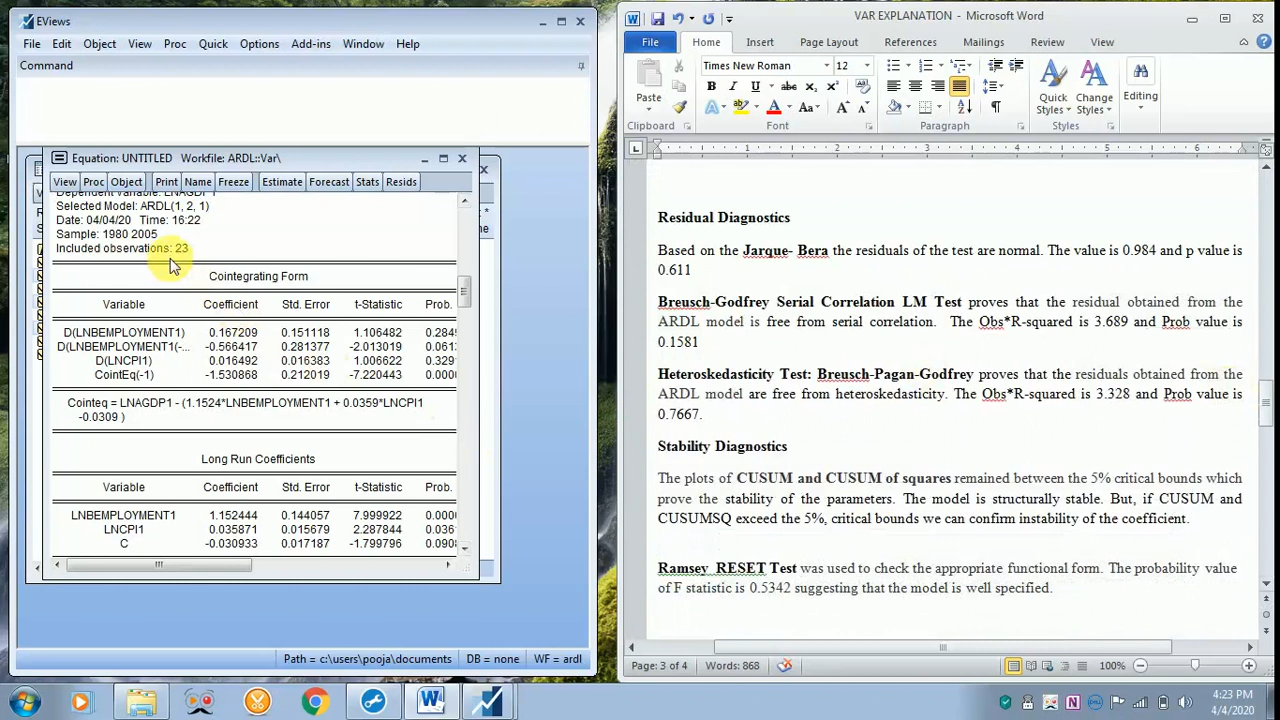 EViews
File Edit Object View Proc Quick Options Add-ins Window Help
Command
Equation: UNTITLED Workfile: ARDL::Var\
View Proc Object Print Name Freeze Estimate Forecast Stats Resids
Selected Model: ARDL(1, 2, 1)
Date: 04/04/20 Time: 16:22
Sample: 1980 2005
Included observations: 23
Cointegrating Form
Variable Coefficient Std. Error t-Statistic Prob.
D(LNBEMPLOYMENT1) 0.167209 0.151118 1.106482 0.284
D(LNBEMPLOYMENT1(-... -0.566417 0.281377 -2.013019 0.061
D(LNCPI1) 0.016492 0.016383 1.006622 0.329
CointEq(-1) -1.530868 0.212019 -7.220443 0.000
Cointeq = LNAGDP1 - (1.1524*LNBEMPLOYMENT1 + 0.0359*LNCPI1
-0.0309 )
Long Run Coefficients
Variable Coefficient Std. Error t-Statistic Prob.
LNBEMPLOYMENT1 1.152444 0.144057 7.999922 0.000
LNCPI1 0.035871 0.015679 2.287844 0.036
C -0.030933 0.017187 -1.799796 0.090
Path = c:\users\pooja\documents DB = none WF = ardl
VAR EXPLANATION - Microsoft Word
File Home Insert Page Layout References Mailings Review View
Paste
Times New Roman 12
Quick Styles Change Styles Editing
Clipboard Font Paragraph Styles
Residual Diagnostics
Based on the Jarque- Bera the residuals of the test are normal. The value is 0.984 and p value is
0.611
Breusch-Godfrey Serial Correlation LM Test proves that the residual obtained from the
ARDL model is free from serial correlation. The Obs*R-squared is 3.689 and Prob value is
0.1581
Heteroskedasticity Test: Breusch-Pagan-Godfrey proves that the residuals obtained from the
ARDL model are free from heteroskedasticity. The Obs*R-squared is 3.328 and Prob value is
0.7667.
Stability Diagnostics
The plots of CUSUM and CUSUM of squares remained between the 5% critical bounds which
prove the stability of the parameters. The model is structurally stable. But, if CUSUM and
CUSUMSQ exceed the 5%, critical bounds we can confirm instability of the coefficient.
Ramsey RESET Test was used to check the appropriate functional form. The probability value
of F statistic is 0.5342 suggesting that the model is well specified.
Page: 3 of 4 Words: 868 100%
4:23 PM
4/4/2020